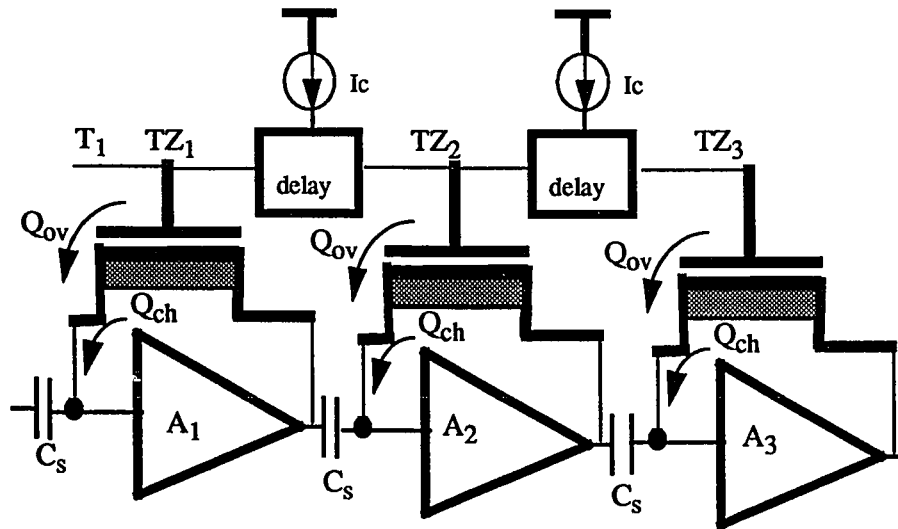 Ic
Ic
T1
TZ1
TZ2
TZ3
delay
delay
Qov
Qov
Qov
Qch
Qch
Qch
A1
A2
A3
Cs
Cs
Cs